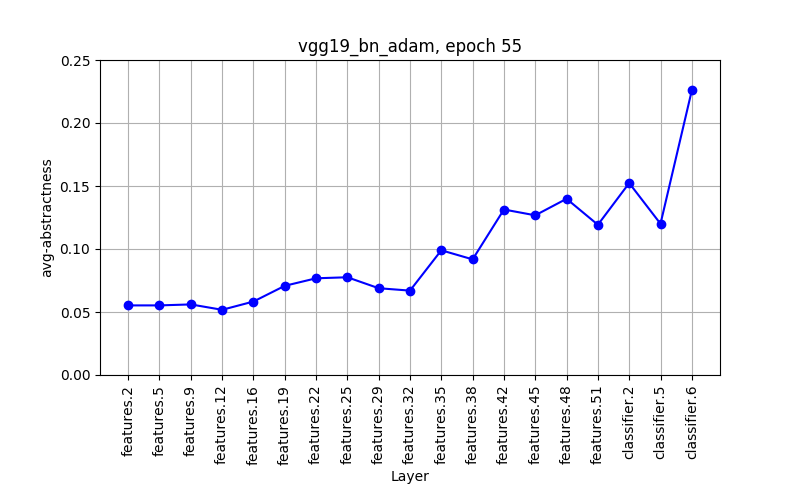 vgg19_bn_adam, epoch 55
0.25
0.20
0.15
0.10
0.05
0.00
avg-abstractness
features.2
features.5
features.9
features.12
features.16
features.19
features.22
features.25
features.29
features.32
features.35
features.38
features.42
features.45
features.48
features.51
classifier.2
classifier.5
classifier.6
Layer